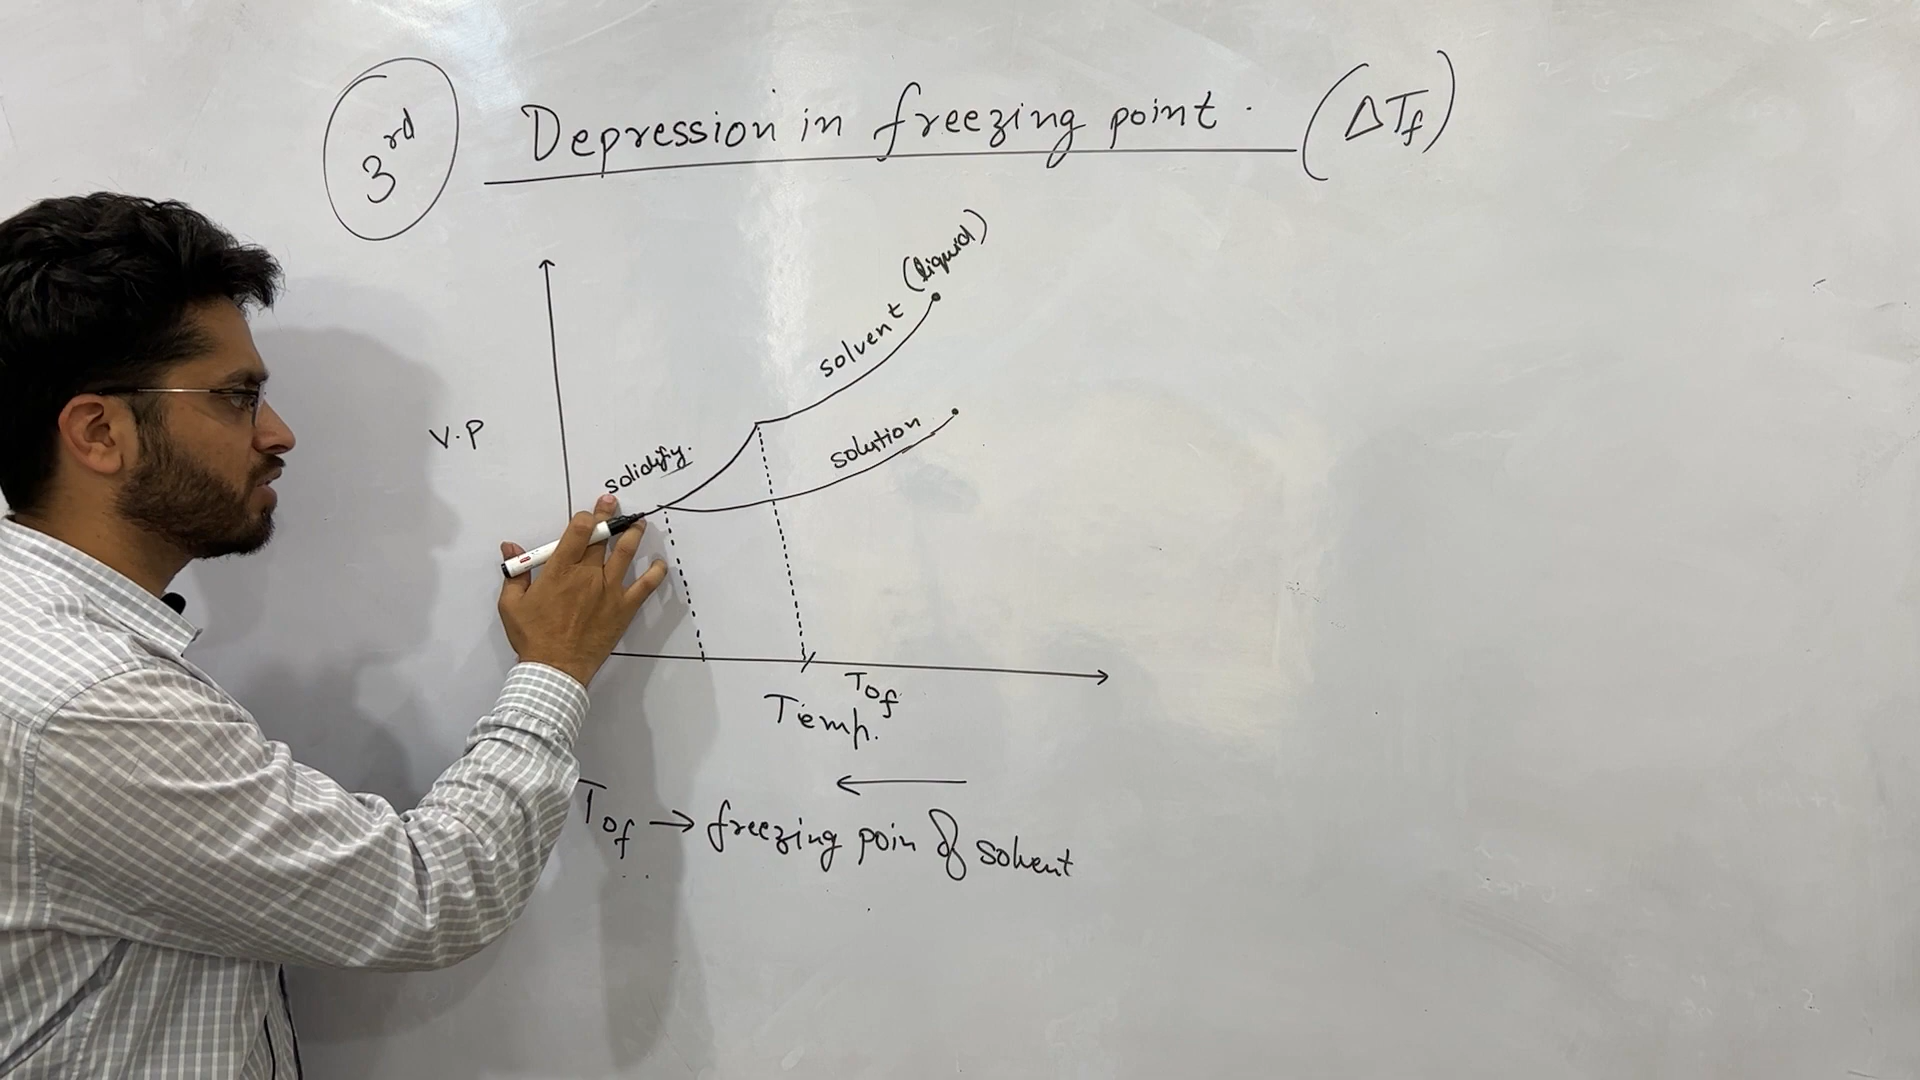 3rd
Depression in freezing point. (ΔTf)
solvent (liquid)
solution
solidify.
V.P
Tof
Temp.
←
Tof → freezing poin of solvent